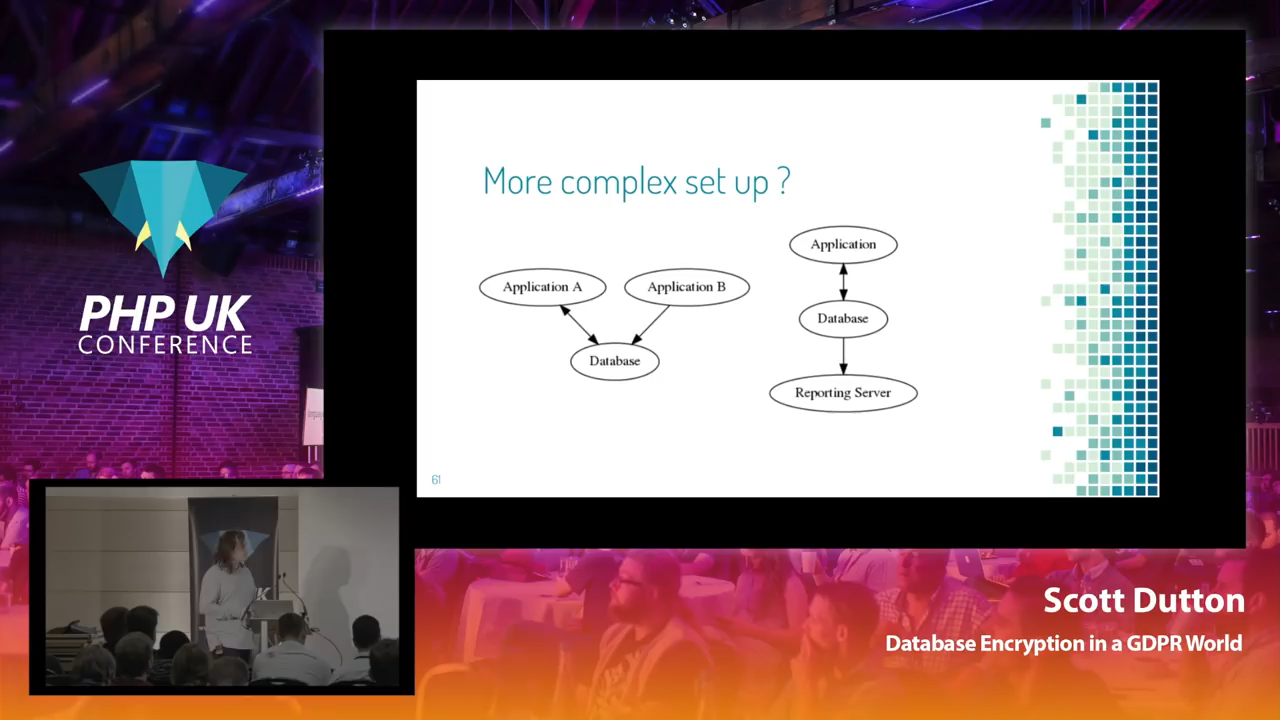 PHP UK
CONFERENCE
More complex set up ?
Application A
Application B
Database
Application
Database
Reporting Server
61
Scott Dutton
Database Encryption in a GDPR World